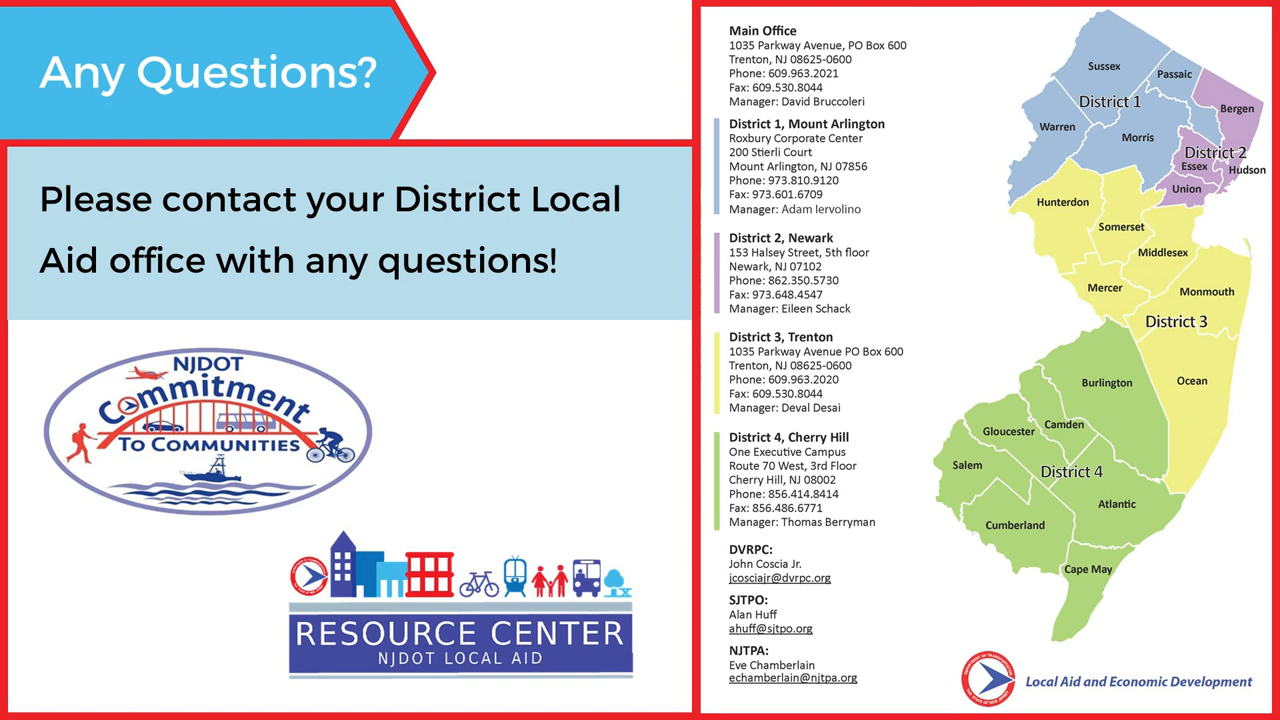 Any Questions?
Please contact your District Local
Aid office with any questions!
NJDOT
Commitment
TO COMMUNITIES
RESOURCE CENTER
NJDOT LOCAL AID
Main Office
1035 Parkway Avenue, PO Box 600
Trenton, NJ 08625-0600
Phone: 609.963.2021
Fax: 609.530.8044
Manager: David Bruccoleri
District 1, Mount Arlington
Roxbury Corporate Center
200 Stierli Court
Mount Arlington, NJ 07856
Phone: 973.810.9120
Fax: 973.601.6709
Manager: Adam Iervolino
District 2, Newark
153 Halsey Street, 5th floor
Newark, NJ 07102
Phone: 862.350.5730
Fax: 973.648.4547
Manager: Eileen Schack
District 3, Trenton
1035 Parkway Avenue PO Box 600
Trenton, NJ 08625-0600
Phone: 609.963.2020
Fax: 609.530.8044
Manager: Deval Desai
District 4, Cherry Hill
One Executive Campus
Route 70 West, 3rd Floor
Cherry Hill, NJ 08002
Phone: 856.414.8414
Fax: 856.486.6771
Manager: Thomas Berryman
DVRPC:
John Coscia Jr.
jcosciajr@dvrpc.org
SJTPO:
Alan Huff
ahuff@sjtpo.org
NJTPA:
Eve Chamberlain
echamberlain@njtpa.org
Sussex
Passaic
District 1
Bergen
Warren
Morris
District 2
Essex
Hudson
Union
Hunterdon
Somerset
Middlesex
Mercer
Monmouth
District 3
Ocean
Burlington
Camden
Gloucester
Salem
District 4
Atlantic
Cumberland
Cape May
Local Aid and Economic Development